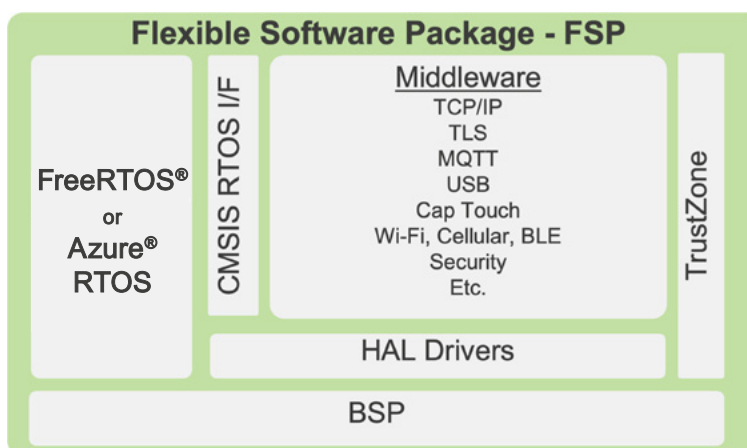 Flexible Software Package - FSP
FreeRTOS®
or
Azure®
RTOS
CMSIS RTOS I/F
Middleware
TCP/IP
TLS
MQTT
USB
Cap Touch
Wi-Fi, Cellular, BLE
Security
Etc.
TrustZone
HAL Drivers
BSP